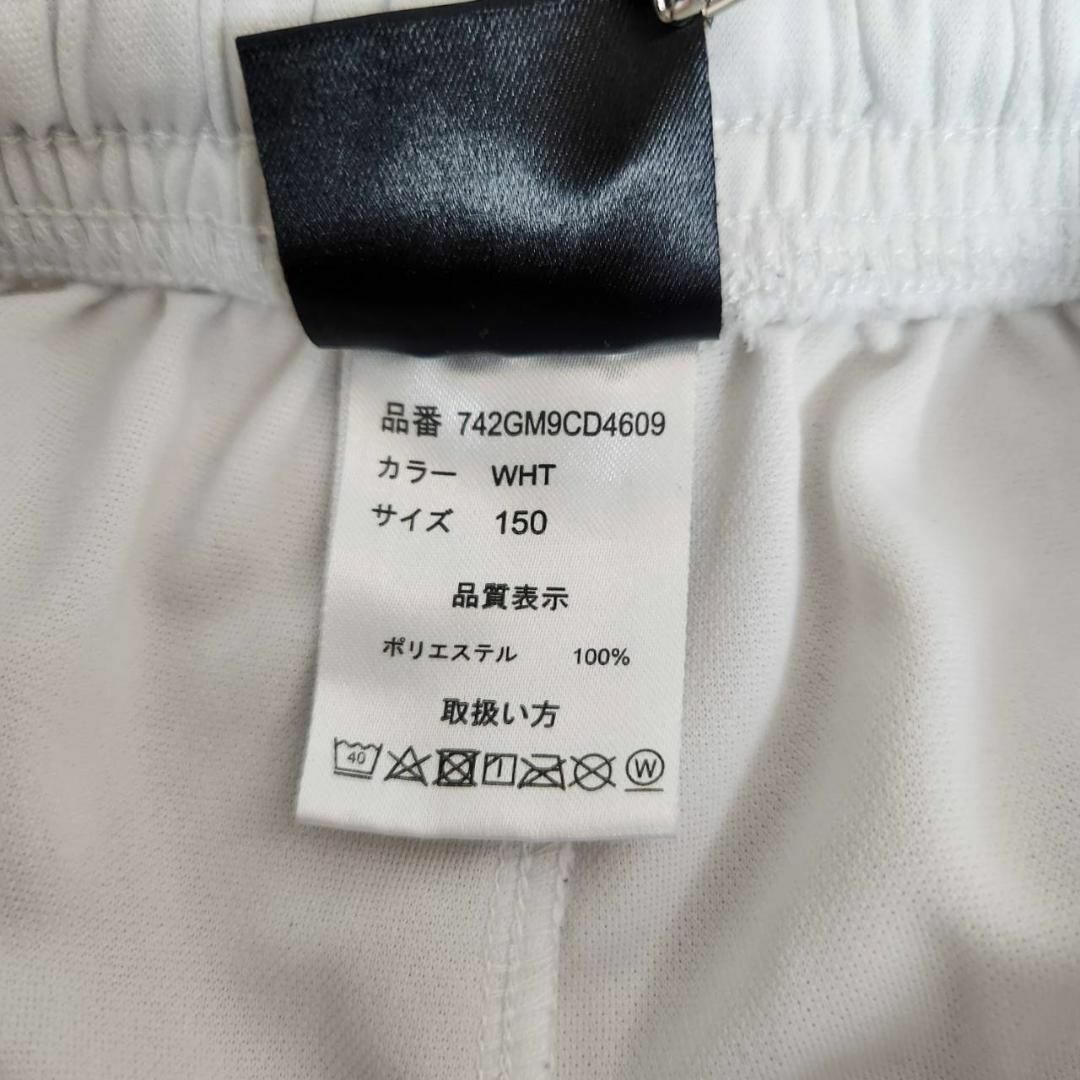 品番 742GM9CD4609
カラー WHT
サイズ 150
品質表示
ポリエステル 100%
取扱い方
40 W